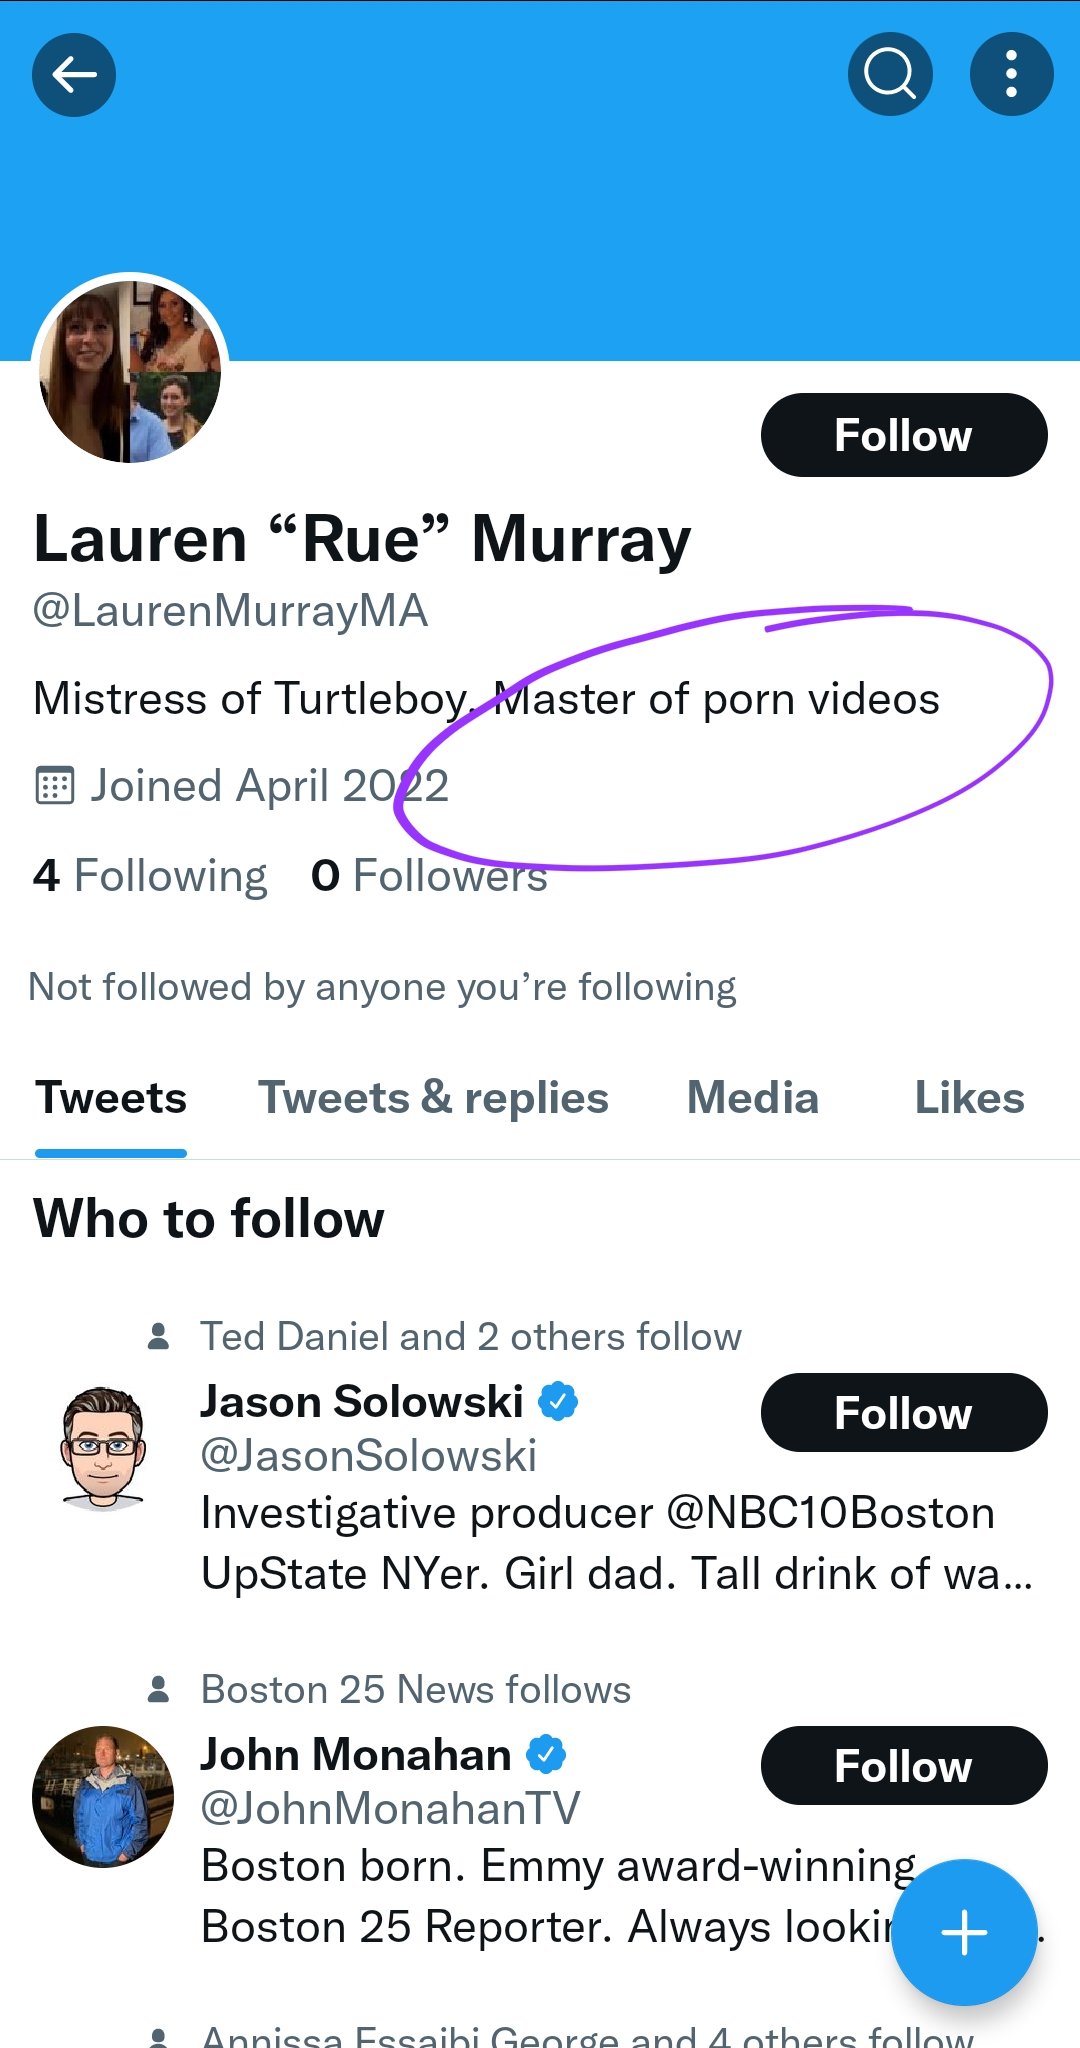 Follow
Lauren “Rue” Murray
@LaurenMurrayMA
Mistress of Turtleboy. Master of porn videos
Joined April 2022
4 Following 0 Followers
Not followed by anyone you’re following
Tweets Tweets & replies Media Likes
Who to follow
Ted Daniel and 2 others follow
Jason Solowski
Follow
@JasonSolowski
Investigative producer @NBC10Boston
UpState NYer. Girl dad. Tall drink of wa...
Boston 25 News follows
John Monahan
Follow
@JohnMonahanTV
Boston born. Emmy award-winning
Boston 25 Reporter. Always
Annissa Essaibi George and 4 others follow